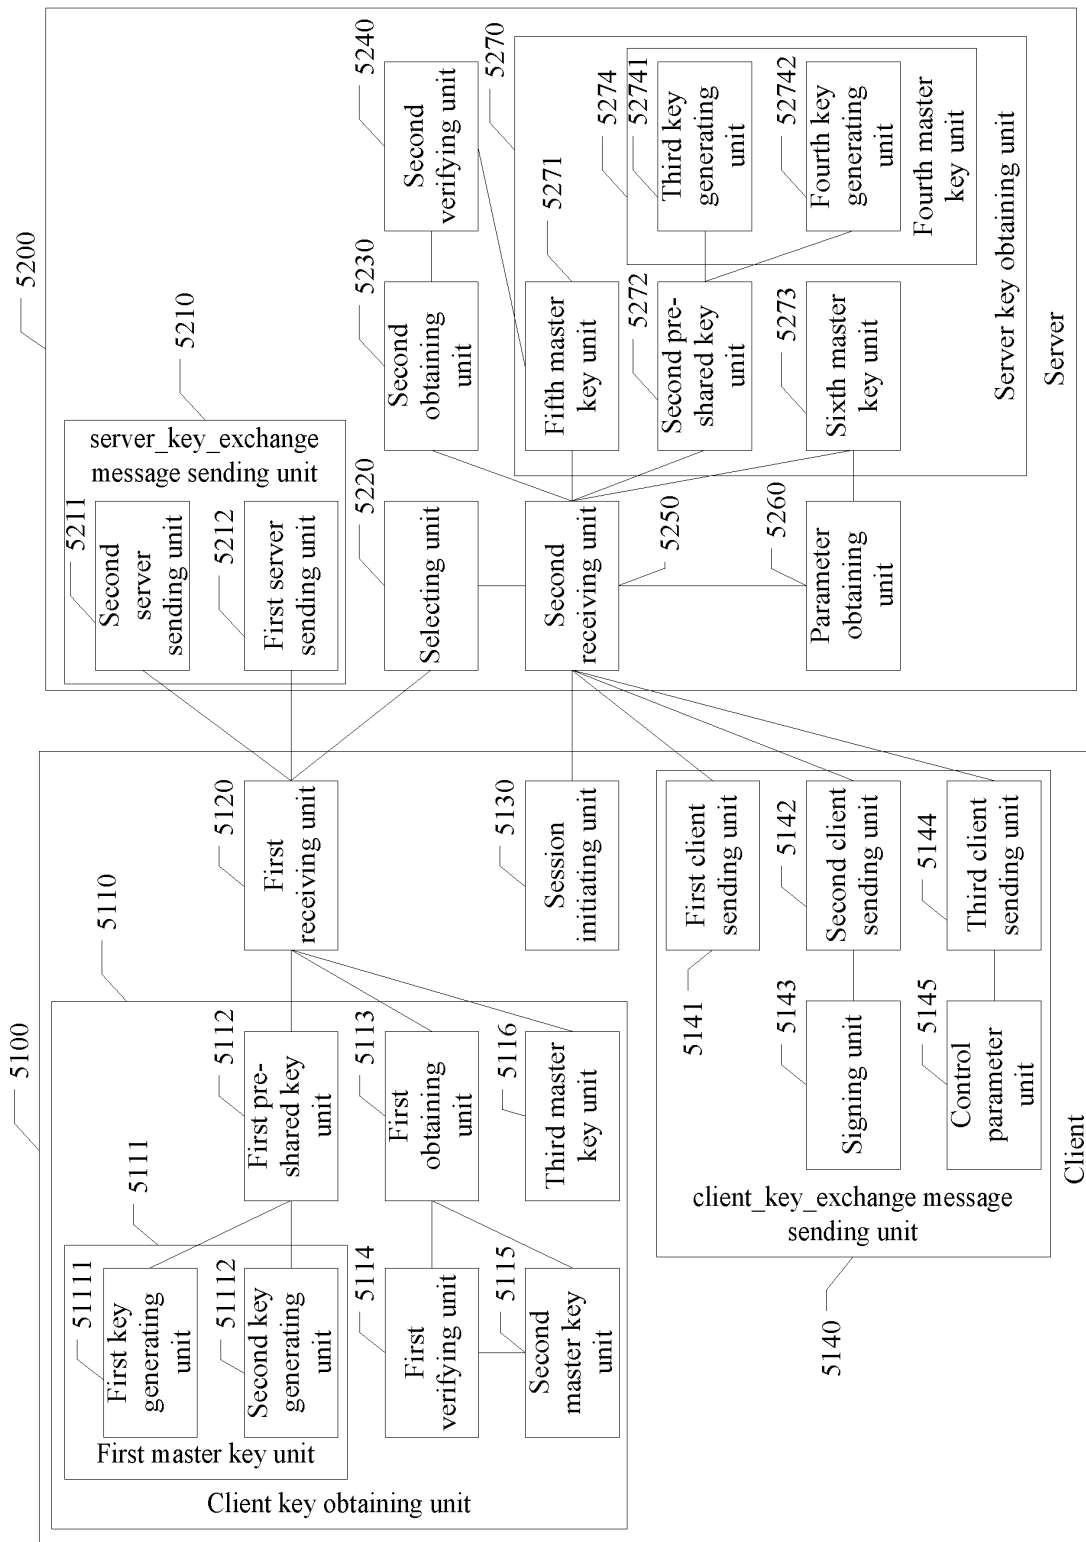 5100
5110
5111
51111
First key
generating
unit
51112
Second key
generating
unit
First master key unit
5112
First pre-
shared key
unit
5113
First
obtaining
unit
5114
First
verifying unit
5115
Second
master key
unit
5116
Third master
key unit
Client key obtaining unit
5120
First
receiving unit
5130
Session
initiating unit
5140
5141
First client
sending unit
5142
Second client
sending unit
5143
Signing unit
5144
Third client
sending unit
5145
Control
parameter
unit
client_key_exchange message
sending unit
Client
5200
5210
server_key_exchange
message sending unit
5211
Second
server
sending unit
5212
First server
sending unit
5220
Selecting unit
5230
Second
obtaining
unit
5240
Second
verifying unit
5250
Second
receiving unit
5260
Parameter
obtaining
unit
5270
5271
Fifth master
key unit
5272
Second pre-
shared key
unit
5273
Sixth master
key unit
5274
52741
Third key
generating
unit
52742
Fourth key
generating
unit
Fourth master
key unit
Server key obtaining unit
Server